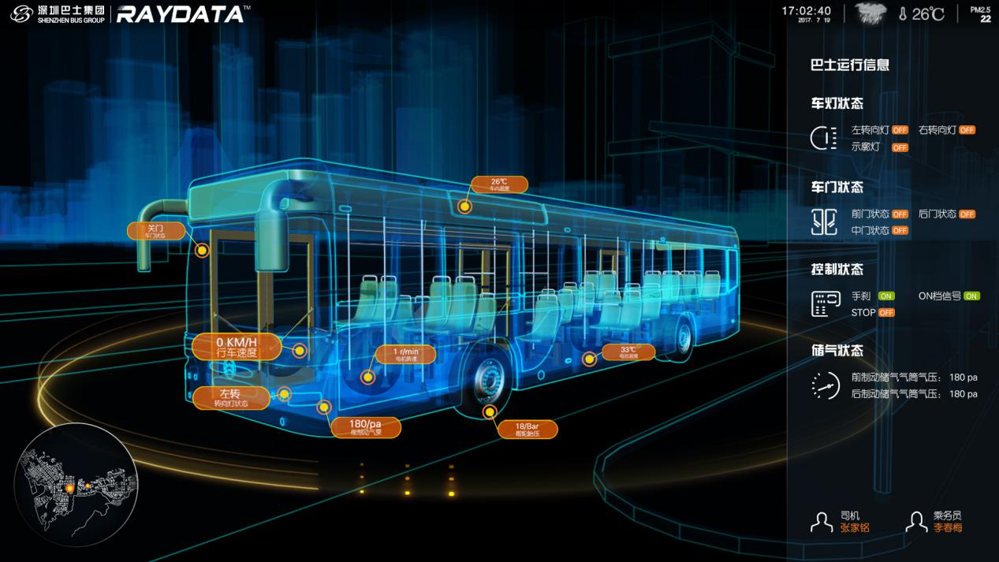 深圳巴士集团
SHENZHEN BUS GROUP
RAYDATA™
17:02:40
2017. 7 19
26℃
PM2.5
22
巴士运行信息
车灯状态
左转向灯 OFF 右转向灯 OFF
示廓灯 OFF
车门状态
前门状态 OFF 后门状态 OFF
中门状态 OFF
控制状态
手刹 ON ON档信号 ON
STOP OFF
储气状态
前制动储气气筒气压： 180 pa
后制动储气气筒气压： 180 pa
司机
张家铭
乘务员
李春梅
26℃
车内温度
关门
车门状态
0 KM/H
行车速度
1 r/min
电机转速
33℃
电池温度
左转
转向灯状态
180/pa
前制动气泵
18/Bar
前轮胎压